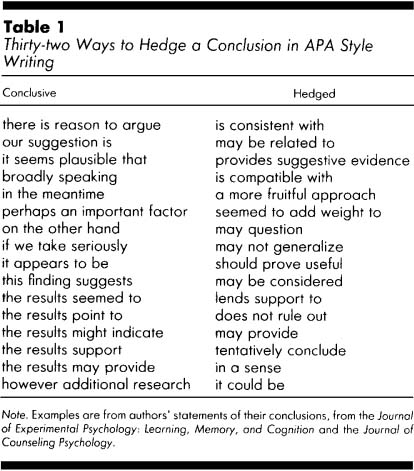 Table 1
Thirty-two Ways to Hedge a Conclusion in APA Style
Writing
Conclusive Hedged
there is reason to argue is consistent with
our suggestion is may be related to
it seems plausible that provides suggestive evidence
broadly speaking is compatible with
in the meantime a more fruitful approach
perhaps an important factor seemed to add weight to
on the other hand may question
if we take seriously may not generalize
it appears to be should prove useful
this finding suggests may be considered
the results seemed to lends support to
the results point to does not rule out
the results might indicate may provide
the results support tentatively conclude
the results may provide in a sense
however additional research it could be
Note. Examples are from authors' statements of their conclusions, from the Journal
of Experimental Psychology: Learning, Memory, and Cognition and the Journal of
Counseling Psychology.